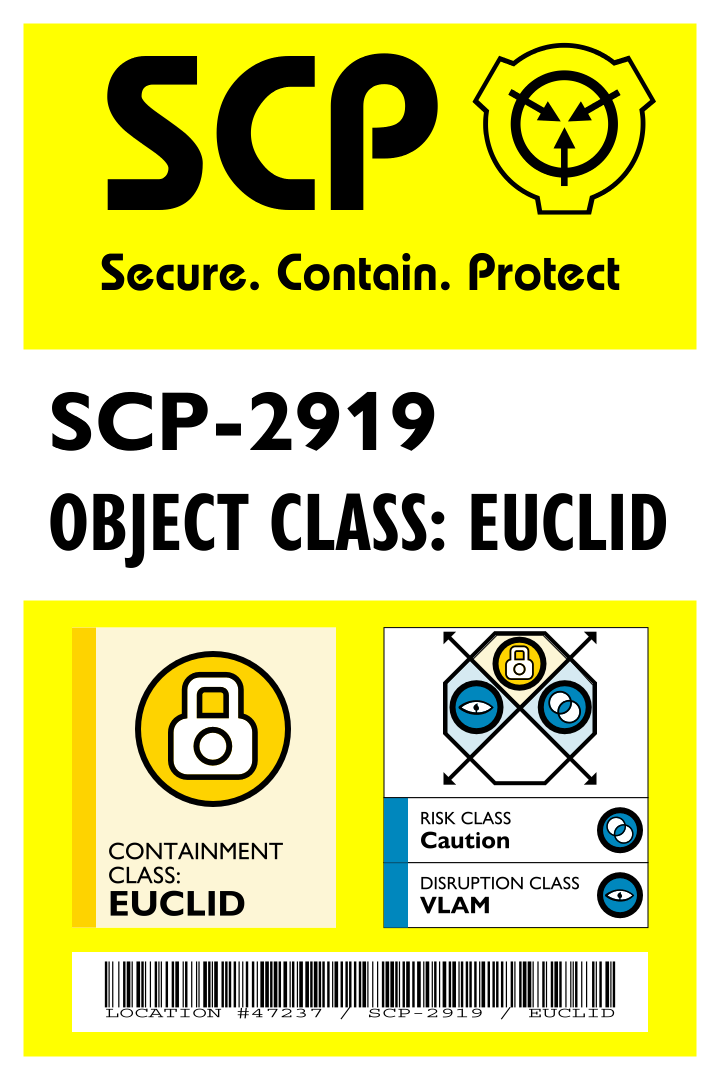 SCP
Secure. Contain. Protect
SCP-2919
OBJECT CLASS: EUCLID
CONTAINMENT
CLASS:
EUCLID
RISK CLASS
Caution
DISRUPTION CLASS
VLAM
LOCATION #47237 / SCP-2919 / EUCLID